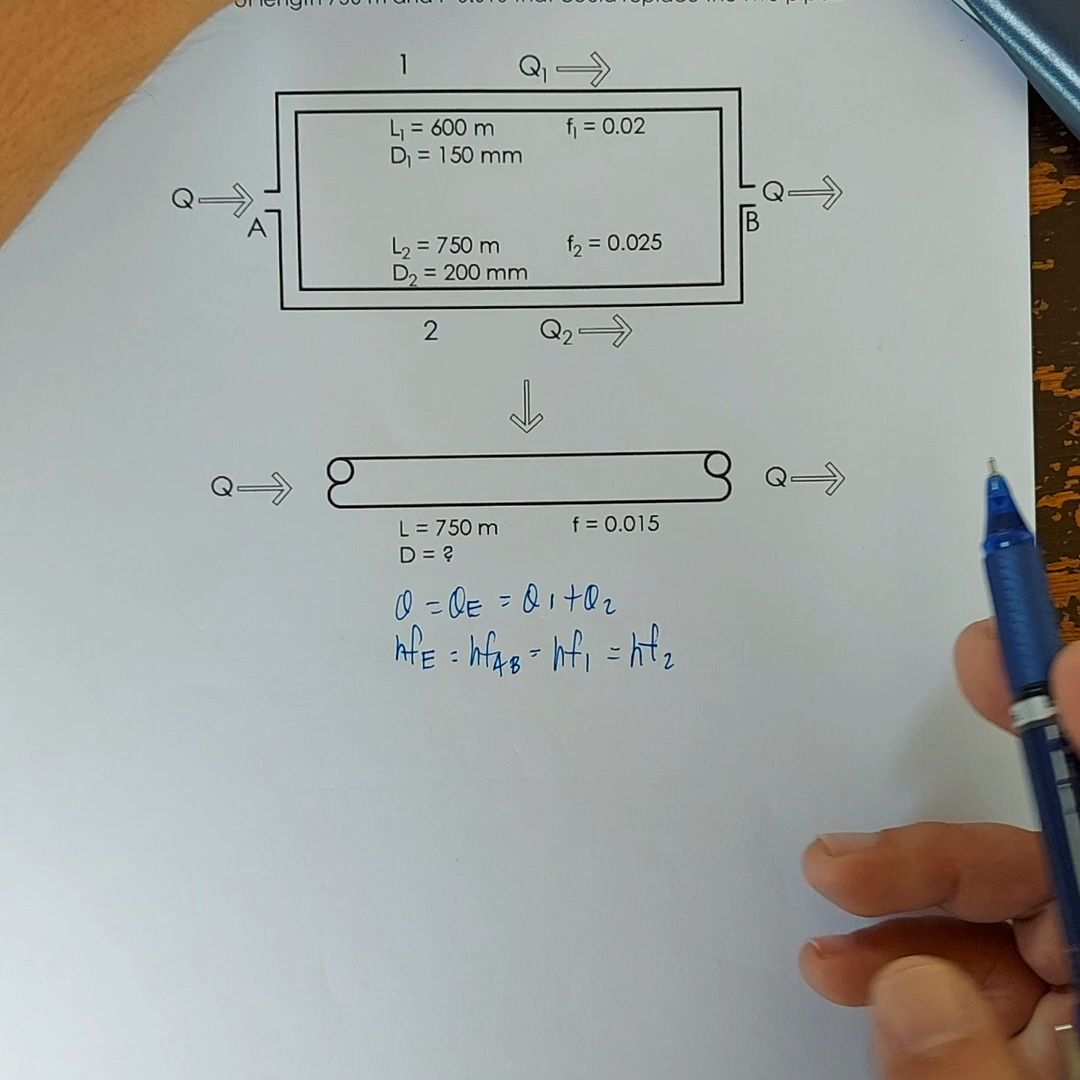 1 Q₁
L₁ = 600 m f₁ = 0.02
D₁ = 150 mm
Q Q
A B
L₂ = 750 m f₂ = 0.025
D₂ = 200 mm
2 Q₂
Q Q
L = 750 m f = 0.015
D = ?
Q = QE = Q1+Q2
hfE = hfAB = hf1 = hf2